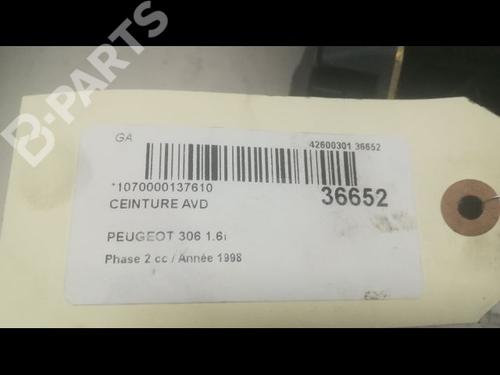 B-PARTS
GA
42600301 36652
*1070000137610
36652
CEINTURE AVD
PEUGEOT 306 1.6i
Phase 2 cc / Année 1998